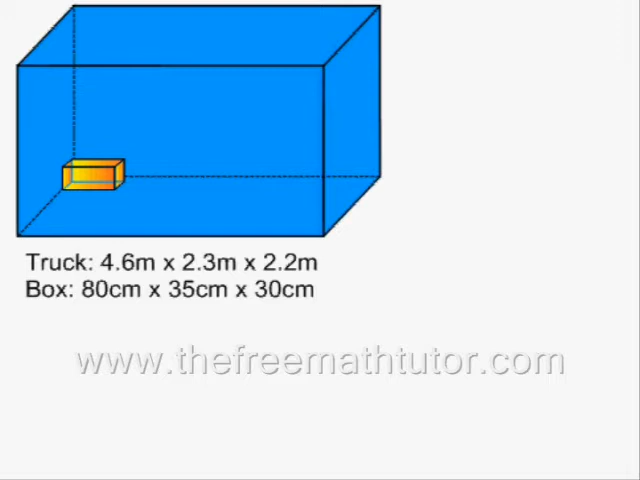 Truck: 4.6m x 2.3m x 2.2m
Box: 80cm x 35cm x 30cm
www.thefreemathtutor.com